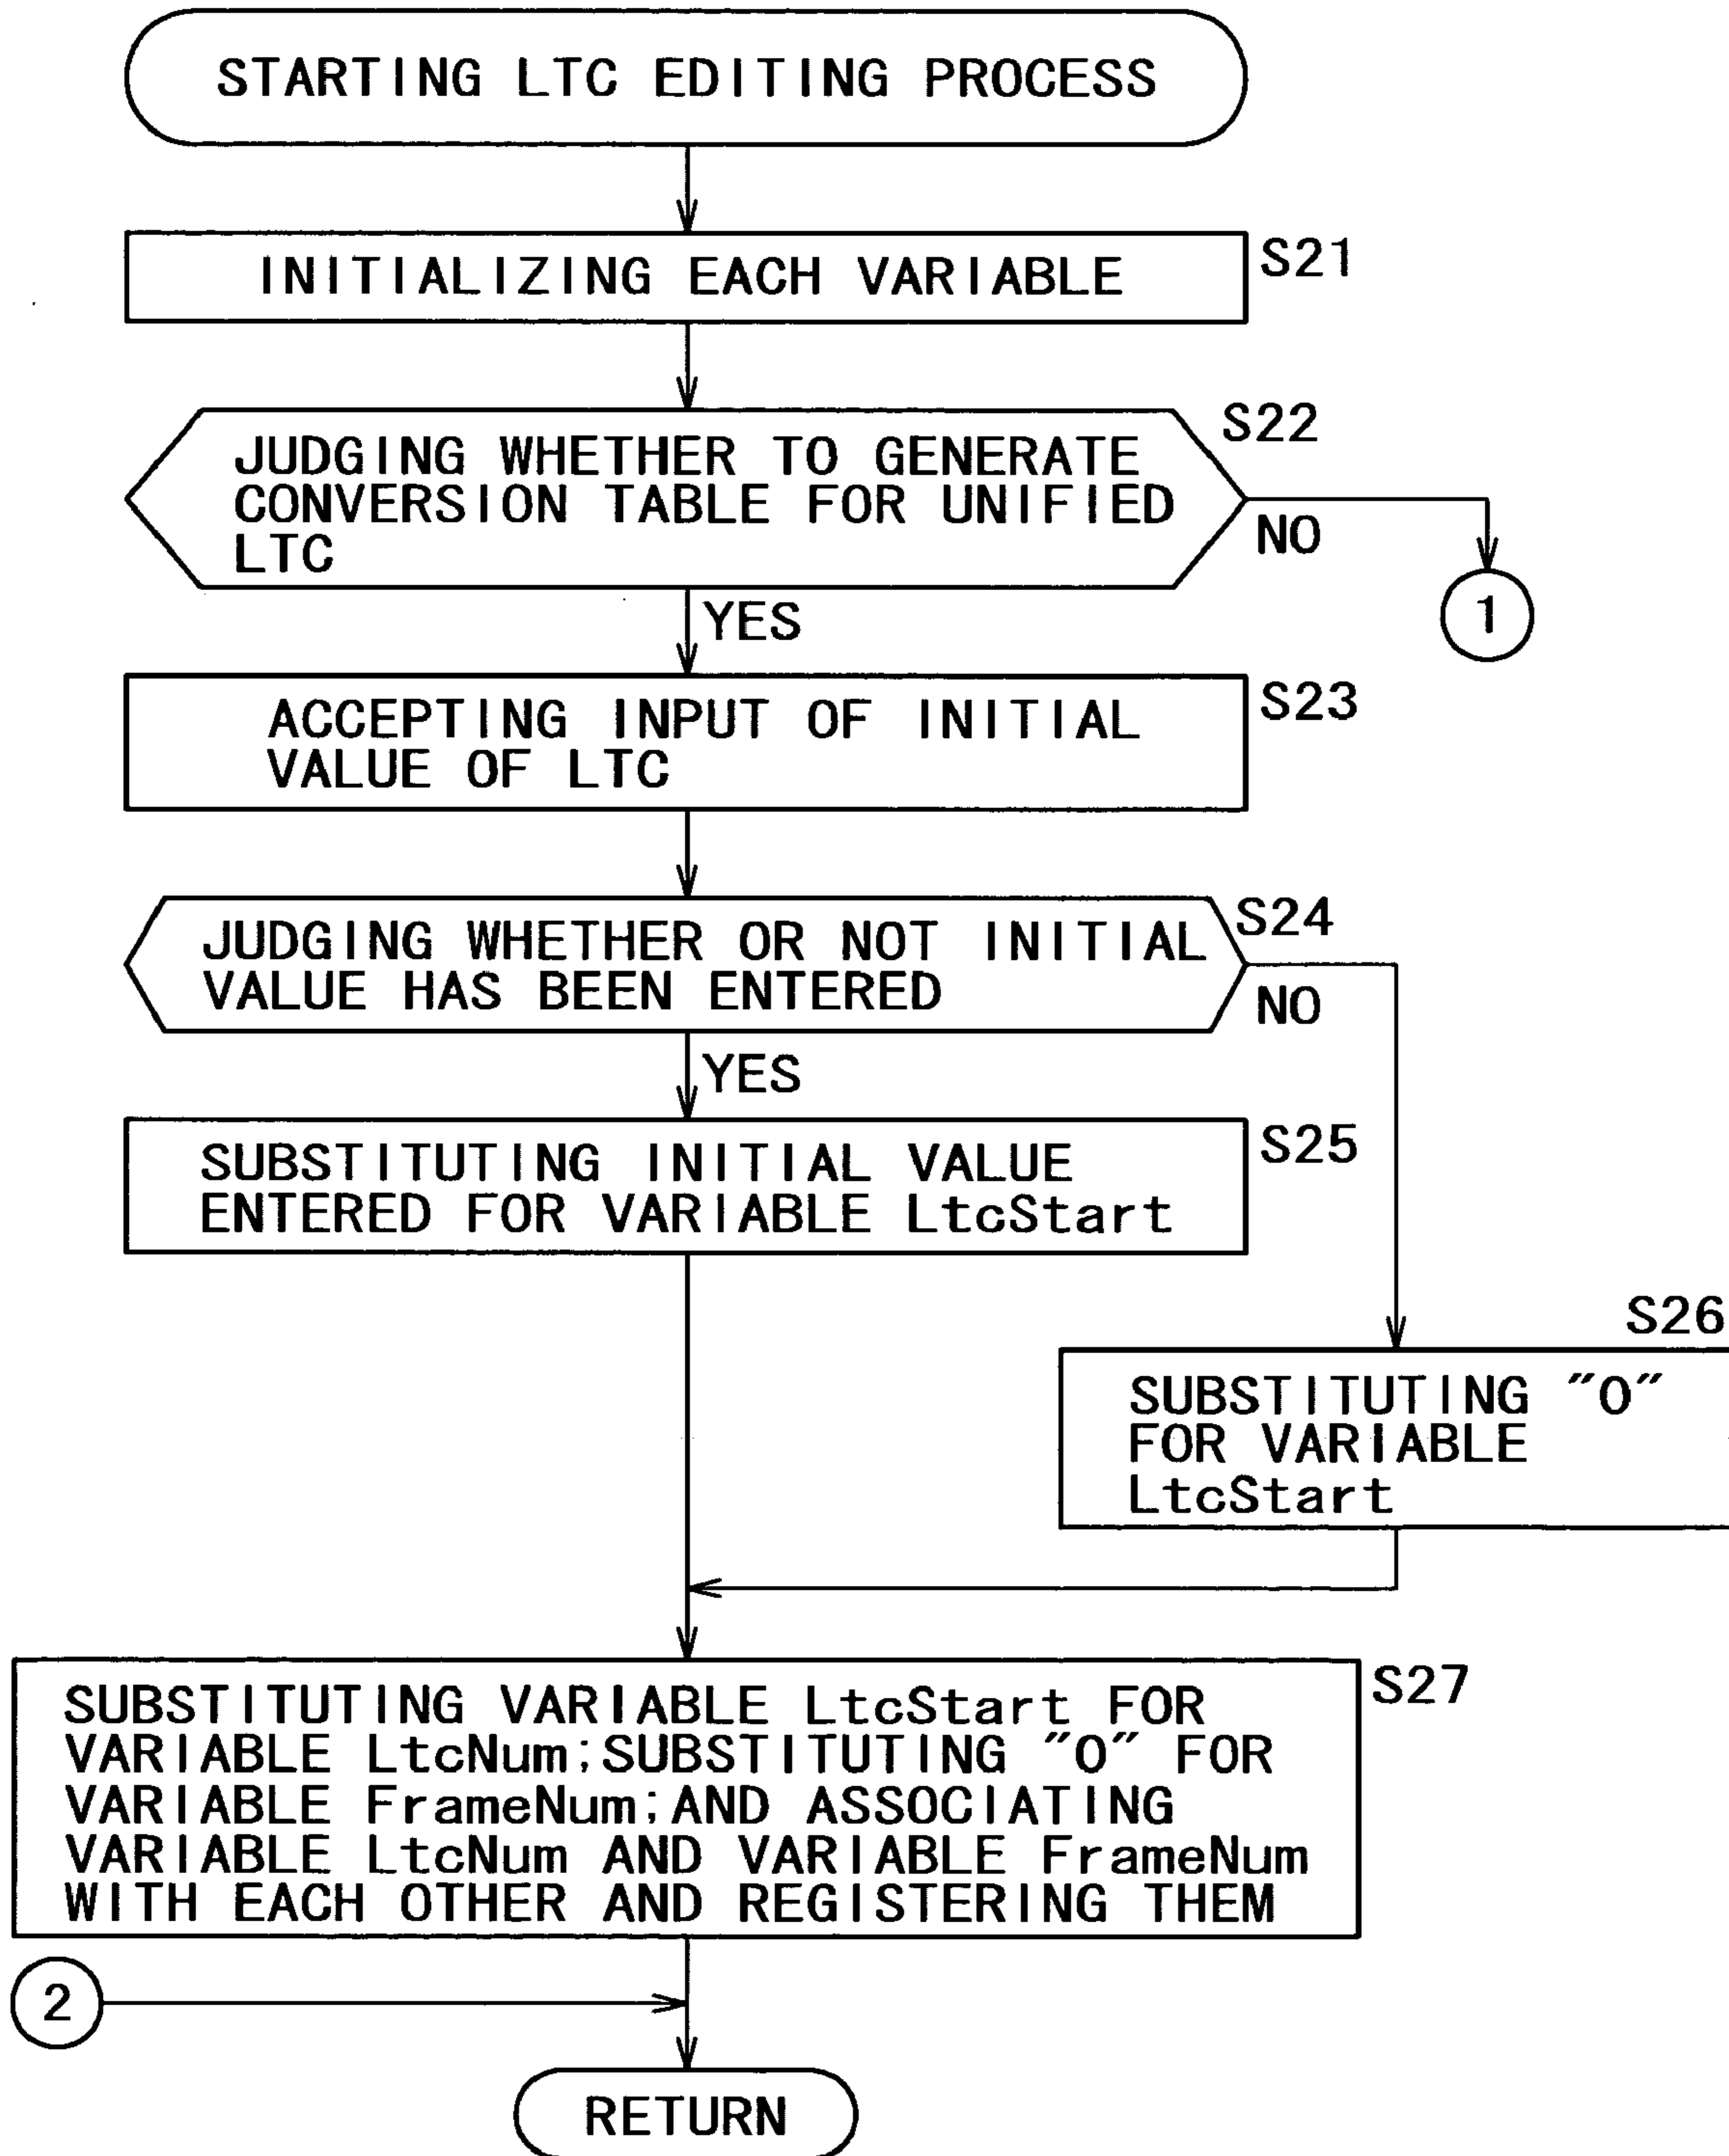 STARTING LTC EDITING PROCESS
INITIALIZING EACH VARIABLE
S21
JUDGING WHETHER TO GENERATE
CONVERSION TABLE FOR UNIFIED
LTC
S22
NO
1
YES
ACCEPTING INPUT OF INITIAL
VALUE OF LTC
S23
JUDGING WHETHER OR NOT INITIAL
VALUE HAS BEEN ENTERED
S24
NO
YES
SUBSTITUTING INITIAL VALUE
ENTERED FOR VARIABLE LtcStart
S25
S26
SUBSTITUTING "0"
FOR VARIABLE
LtcStart
SUBSTITUTING VARIABLE LtcStart FOR
VARIABLE LtcNum;SUBSTITUTING "0" FOR
VARIABLE FrameNum;AND ASSOCIATING
VARIABLE LtcNum AND VARIABLE FrameNum
WITH EACH OTHER AND REGISTERING THEM
S27
2
RETURN